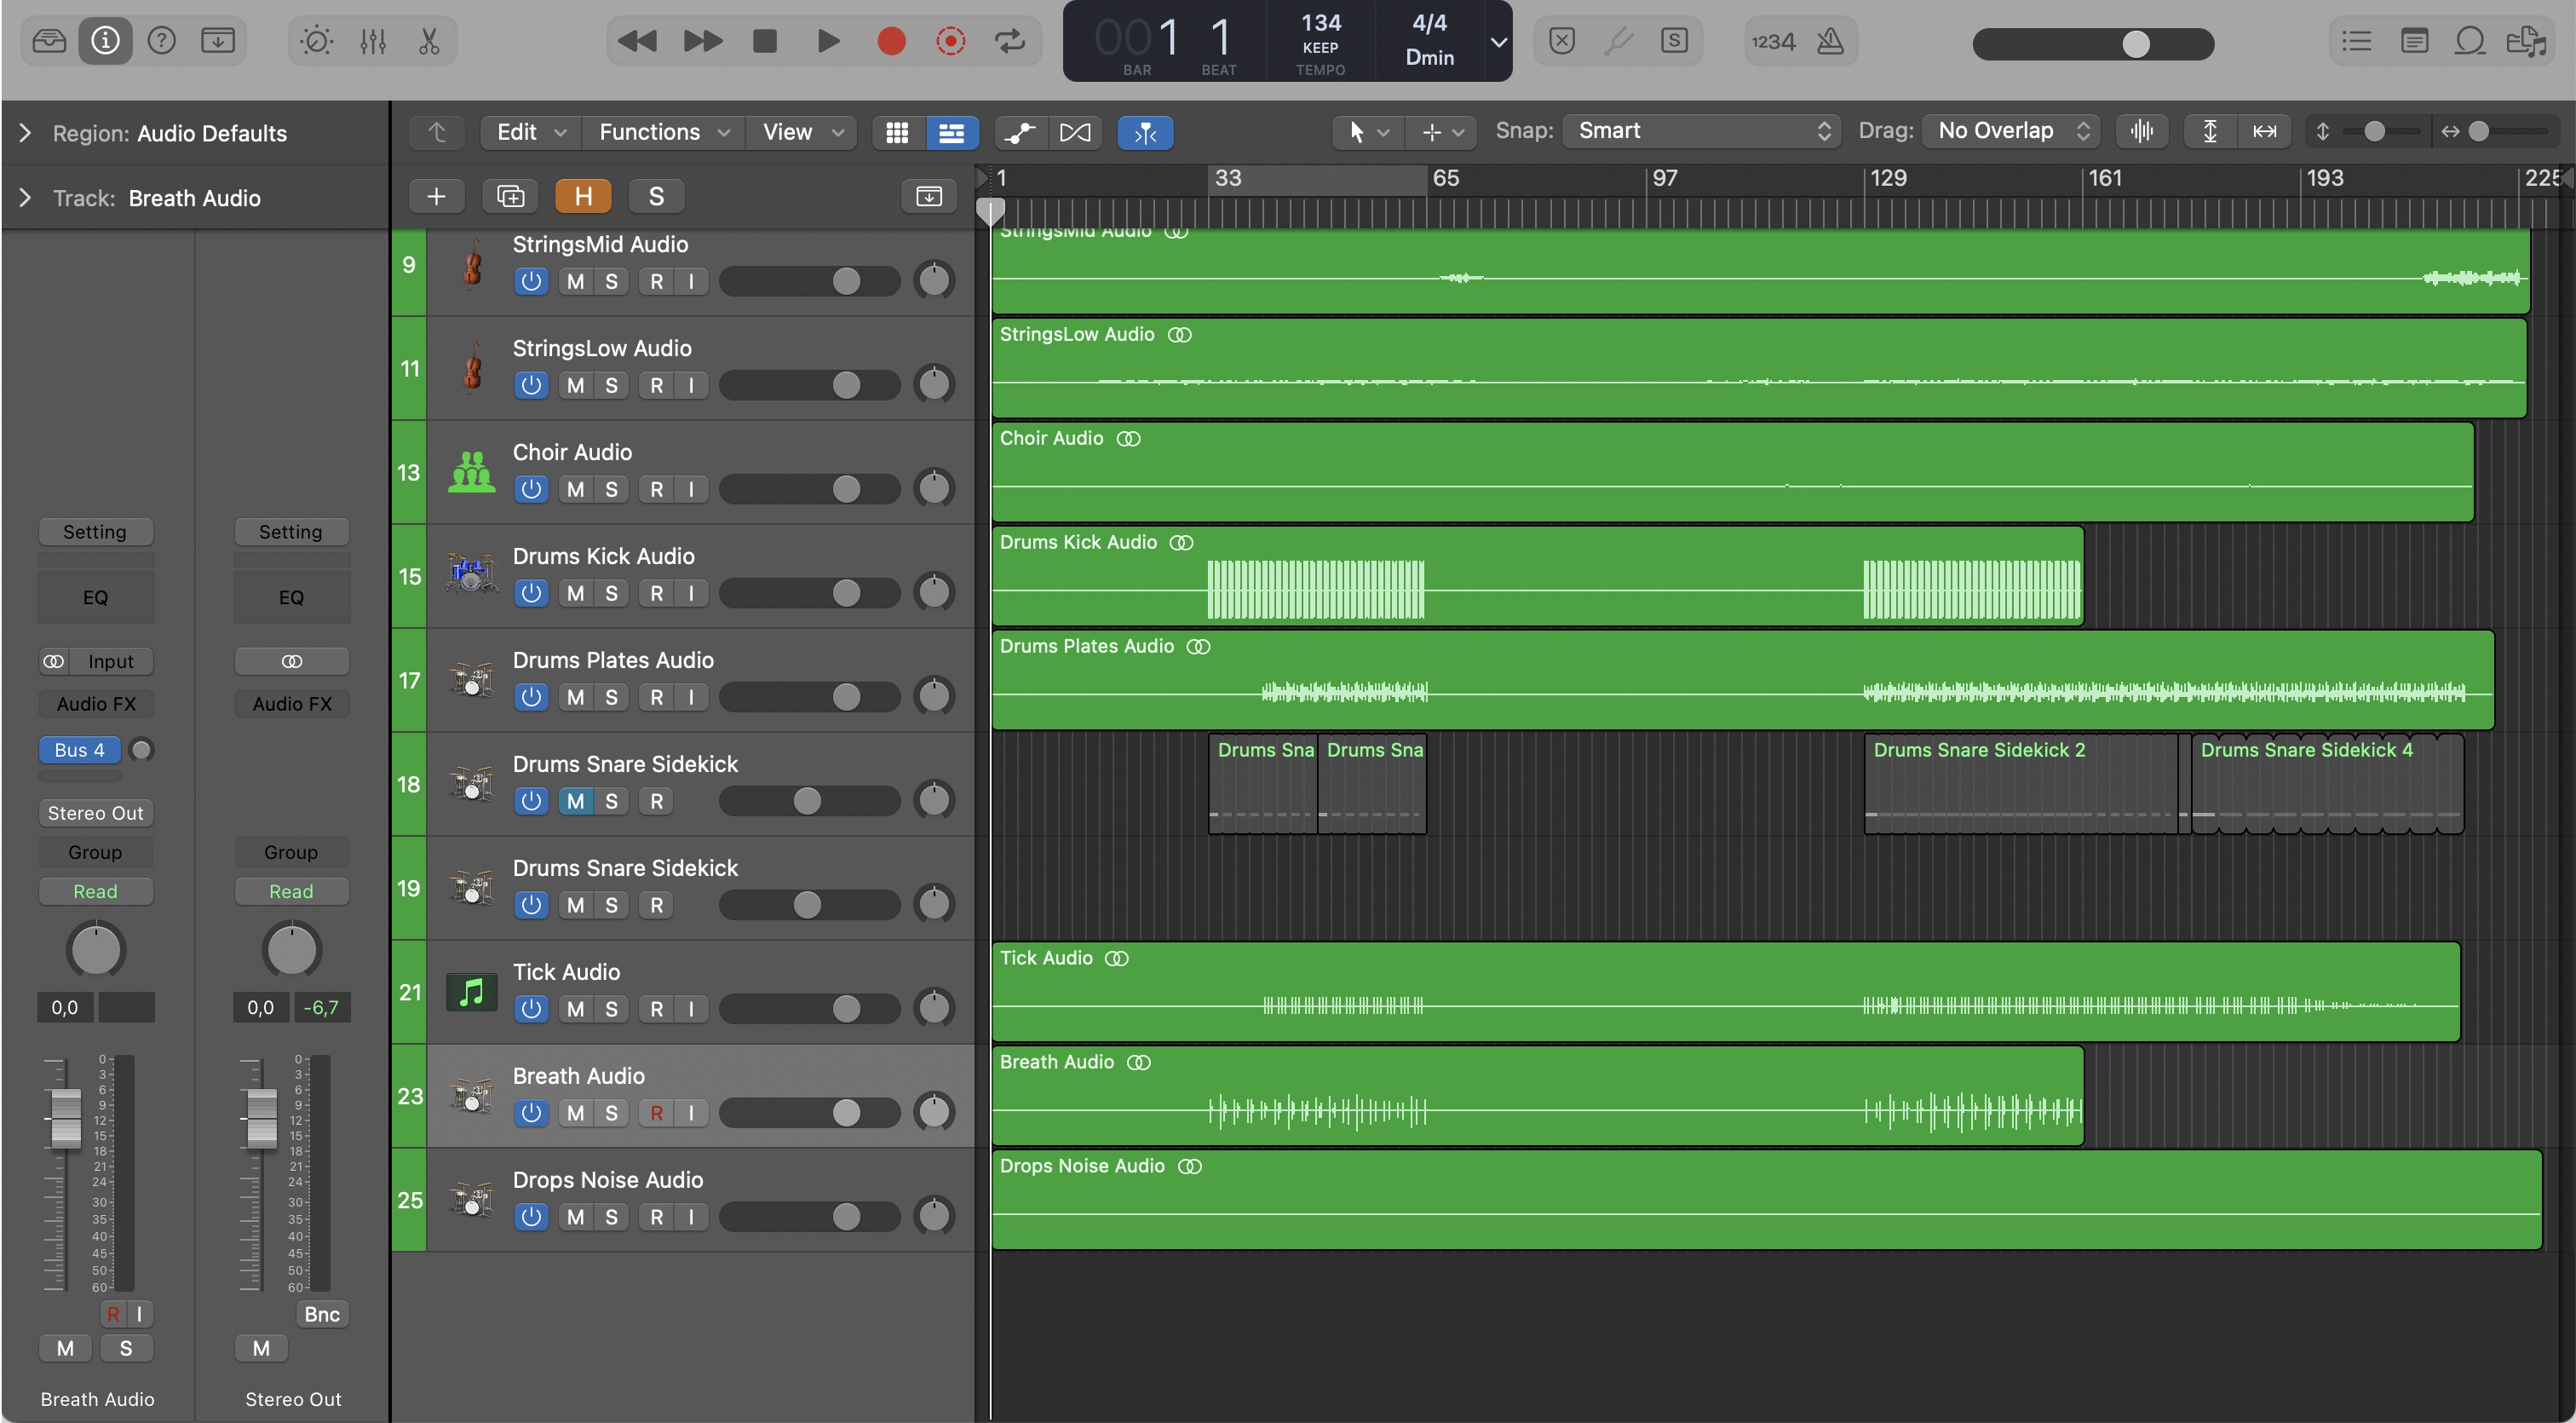 001 1 134 4/4
KEEP Dmin
BAR BEAT TEMPO
S 1234
Region: Audio Defaults
Edit Functions View Snap: Smart Drag: No Overlap
Track: Breath Audio
H S
1 33 65 97 129 161 193 225
9 StringsMid Audio
M S R I
StringsMid Audio
11 StringsLow Audio
M S R I
StringsLow Audio
13 Choir Audio
M S R I
Choir Audio
15 Drums Kick Audio
M S R I
Drums Kick Audio
17 Drums Plates Audio
M S R I
Drums Plates Audio
18 Drums Snare Sidekick
M S R
Drums Sna Drums Sna Drums Snare Sidekick 2 Drums Snare Sidekick 4
19 Drums Snare Sidekick
M S R
21 Tick Audio
M S R I
Tick Audio
23 Breath Audio
M S R I
Breath Audio
25 Drops Noise Audio
M S R I
Drops Noise Audio
Setting Setting
EQ EQ
Input
Audio FX Audio FX
Bus 4
Stereo Out
Group Group
Read Read
0,0 0,0 -6,7
0 0
3 3
6 6
9 9
12 12
15 15
18 18
21 21
24 24
30 30
35 35
40 40
45 45
50 50
60 60
R I Bnc
M S M
Breath Audio Stereo Out